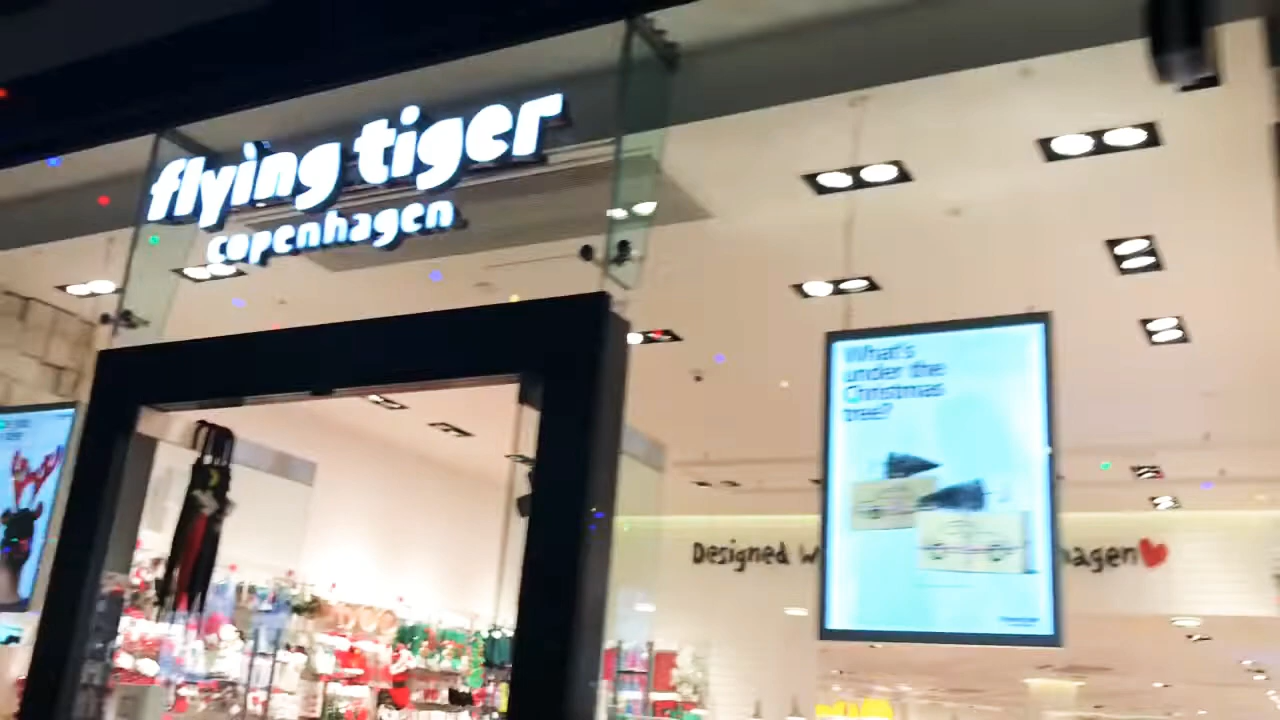 flying tiger
copenhagen
What's
under the
Christmas
tree?
Designed w
hagen